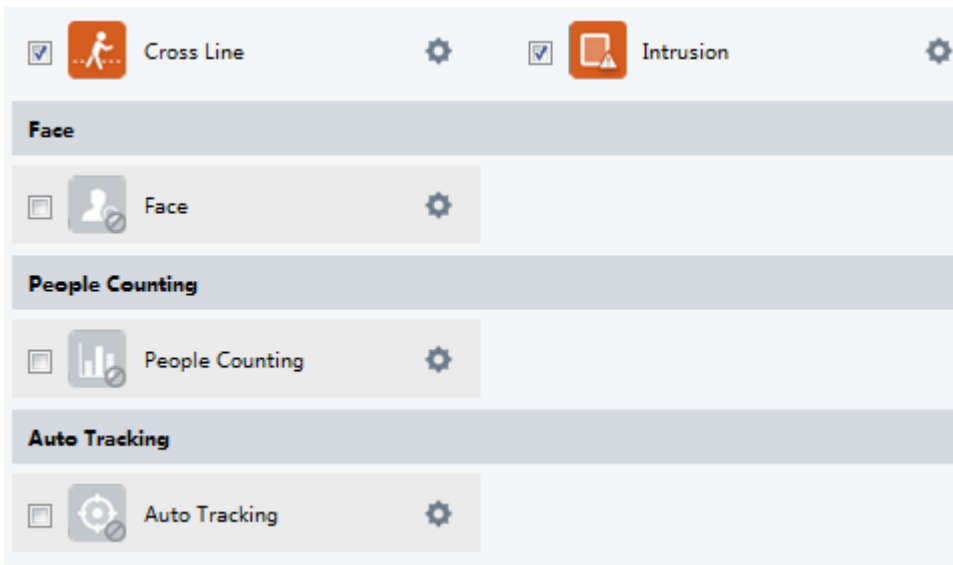 Cross Line
Intrusion
Face
Face
People Counting
People Counting
Auto Tracking
Auto Tracking